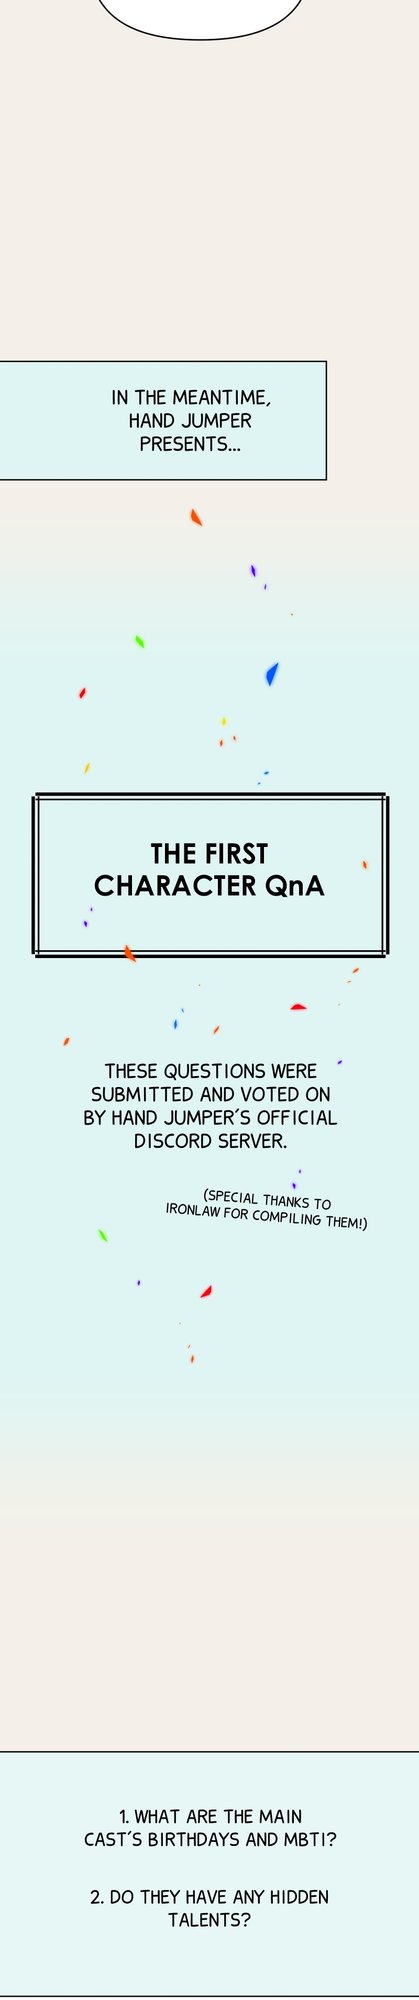 IN THE MEANTIME,
HAND JUMPER
PRESENTS...
THE FIRST
CHARACTER QnA
THESE QUESTIONS WERE
SUBMITTED AND VOTED ON
BY HAND JUMPER'S OFFICIAL
DISCORD SERVER.
(SPECIAL THANKS TO
IRONLAW FOR COMPILING THEM!)
1. WHAT ARE THE MAIN
CAST'S BIRTHDAYS AND MBTI?
2. DO THEY HAVE ANY HIDDEN
TALENTS?